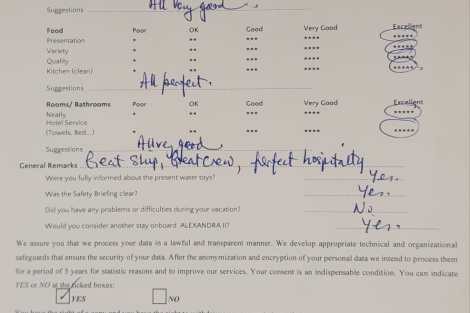 Suggestions All Very good.
Food Poor OK Good Very Good Excellent
Presentation * ** *** **** *****
Variety * ** *** **** *****
Quality * ** *** **** *****
Kitchen (clean) * ** *** **** *****
Suggestions All perfect.
Rooms/ Bathrooms Poor OK Good Very Good Excellent
Neatly * ** *** **** *****
Hotel Service
(Towels, Bed...) * ** *** **** *****
Suggestions All very good.
General Remarks Great Ship, Great Crew, perfect hospitality
Were you fully informed about the present water toys? Yes.
Was the Safety Briefing clear? Yes.
Did you have any problems or difficulties during your vacation? No
Would you consider another stay onboard ALEXANDRA II? Yes.
We assure you that we process your data in a lawful and transparent manner. We develop appropriate technical and organizational
safeguards that ensure the security of your data. After the anonymization and encryption of your personal data we intend to process them
for a period of 5 years for statistic reasons and to improve our services. Your consent is an indispensable condition. You can indicate
YES or NO at the ticked boxes:
YES NO